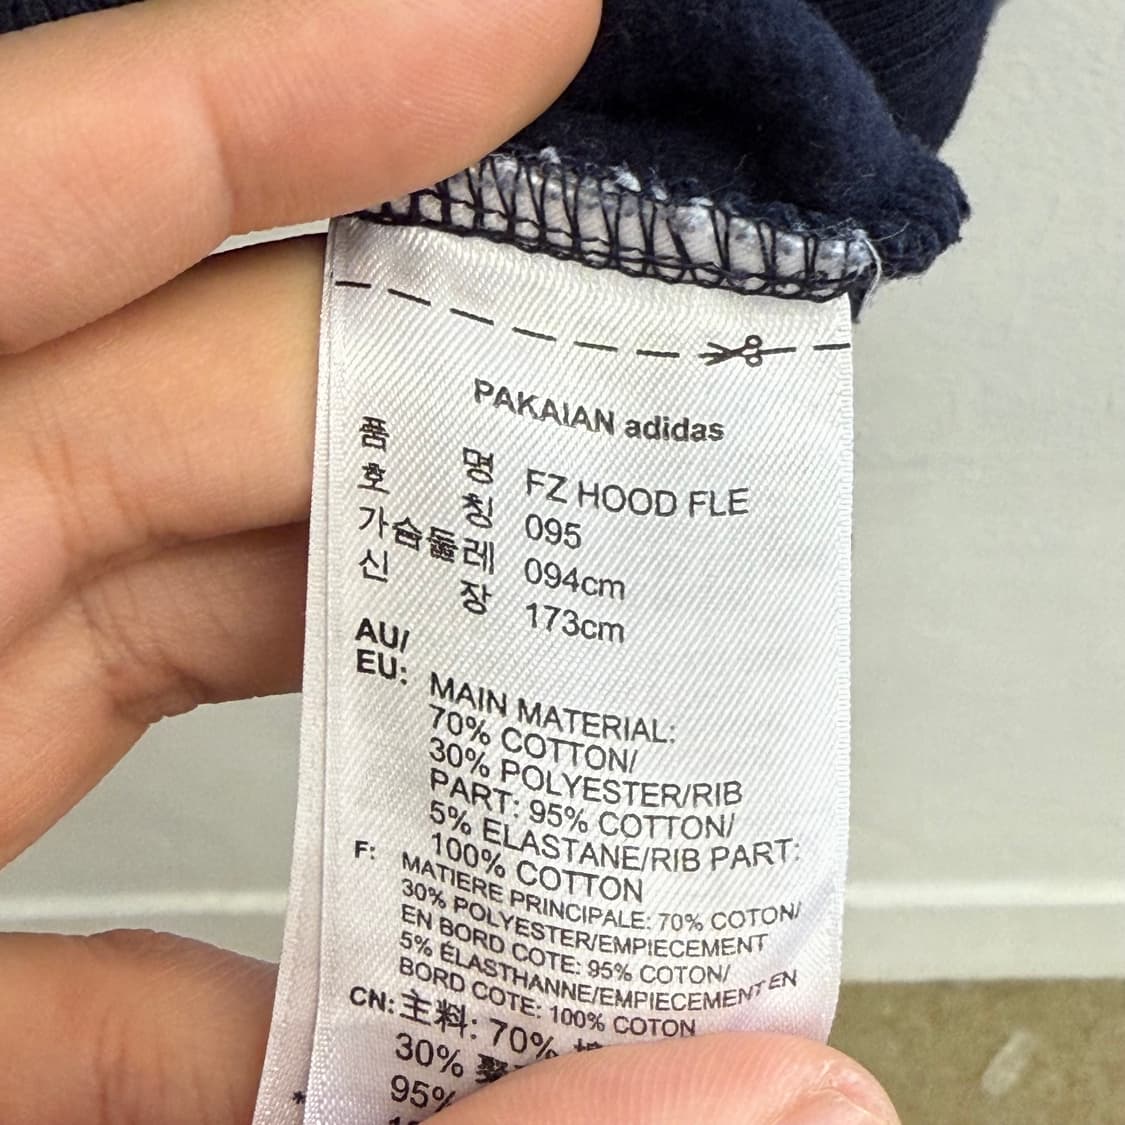 PAKAIAN adidas
품 명 FZ HOOD FLE
호 칭 095
가슴둘레 094cm
신 장 173cm
AU/
EU: MAIN MATERIAL:
70% COTTON/
30% POLYESTER/RIB
PART: 95% COTTON/
5% ELASTANE/RIB PART:
100% COTTON
F: MATIERE PRINCIPALE: 70% COTON/
30% POLYESTER/EMPIECEMENT
EN BORD COTE: 95% COTON/
5% ÉLASTHANNE/EMPIECEMENT EN
BORD COTE: 100% COTON
CN: 主料: 70%
30%
95%